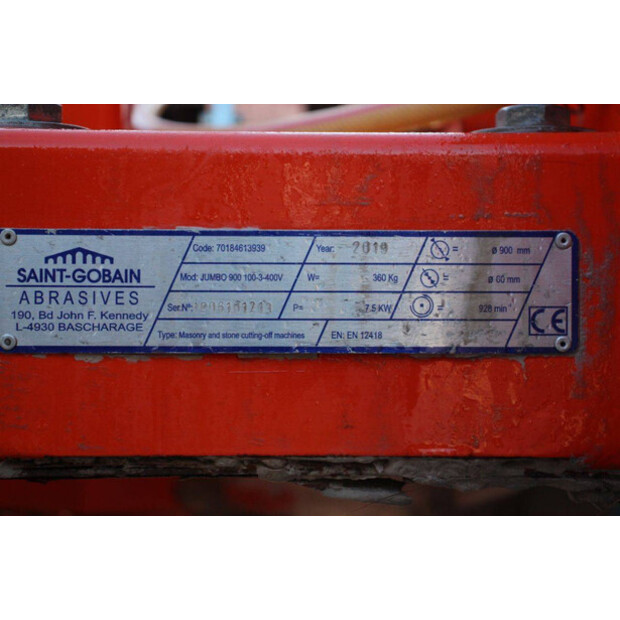 SAINT-GOBAIN
ABRASIVES
190, Bd John F. Kennedy
L-4930 BASCHARAGE
Code: 70184613939
Year: 2019
= ø 900 mm
Mod: JUMBO 900 100-3-400V
W= 360 Kg
= ø 60 mm
Ser.N°:
P= 7.5 KW
= 928 min
Type: Masonry and stone cutting-off machines
EN: EN 12418
CE